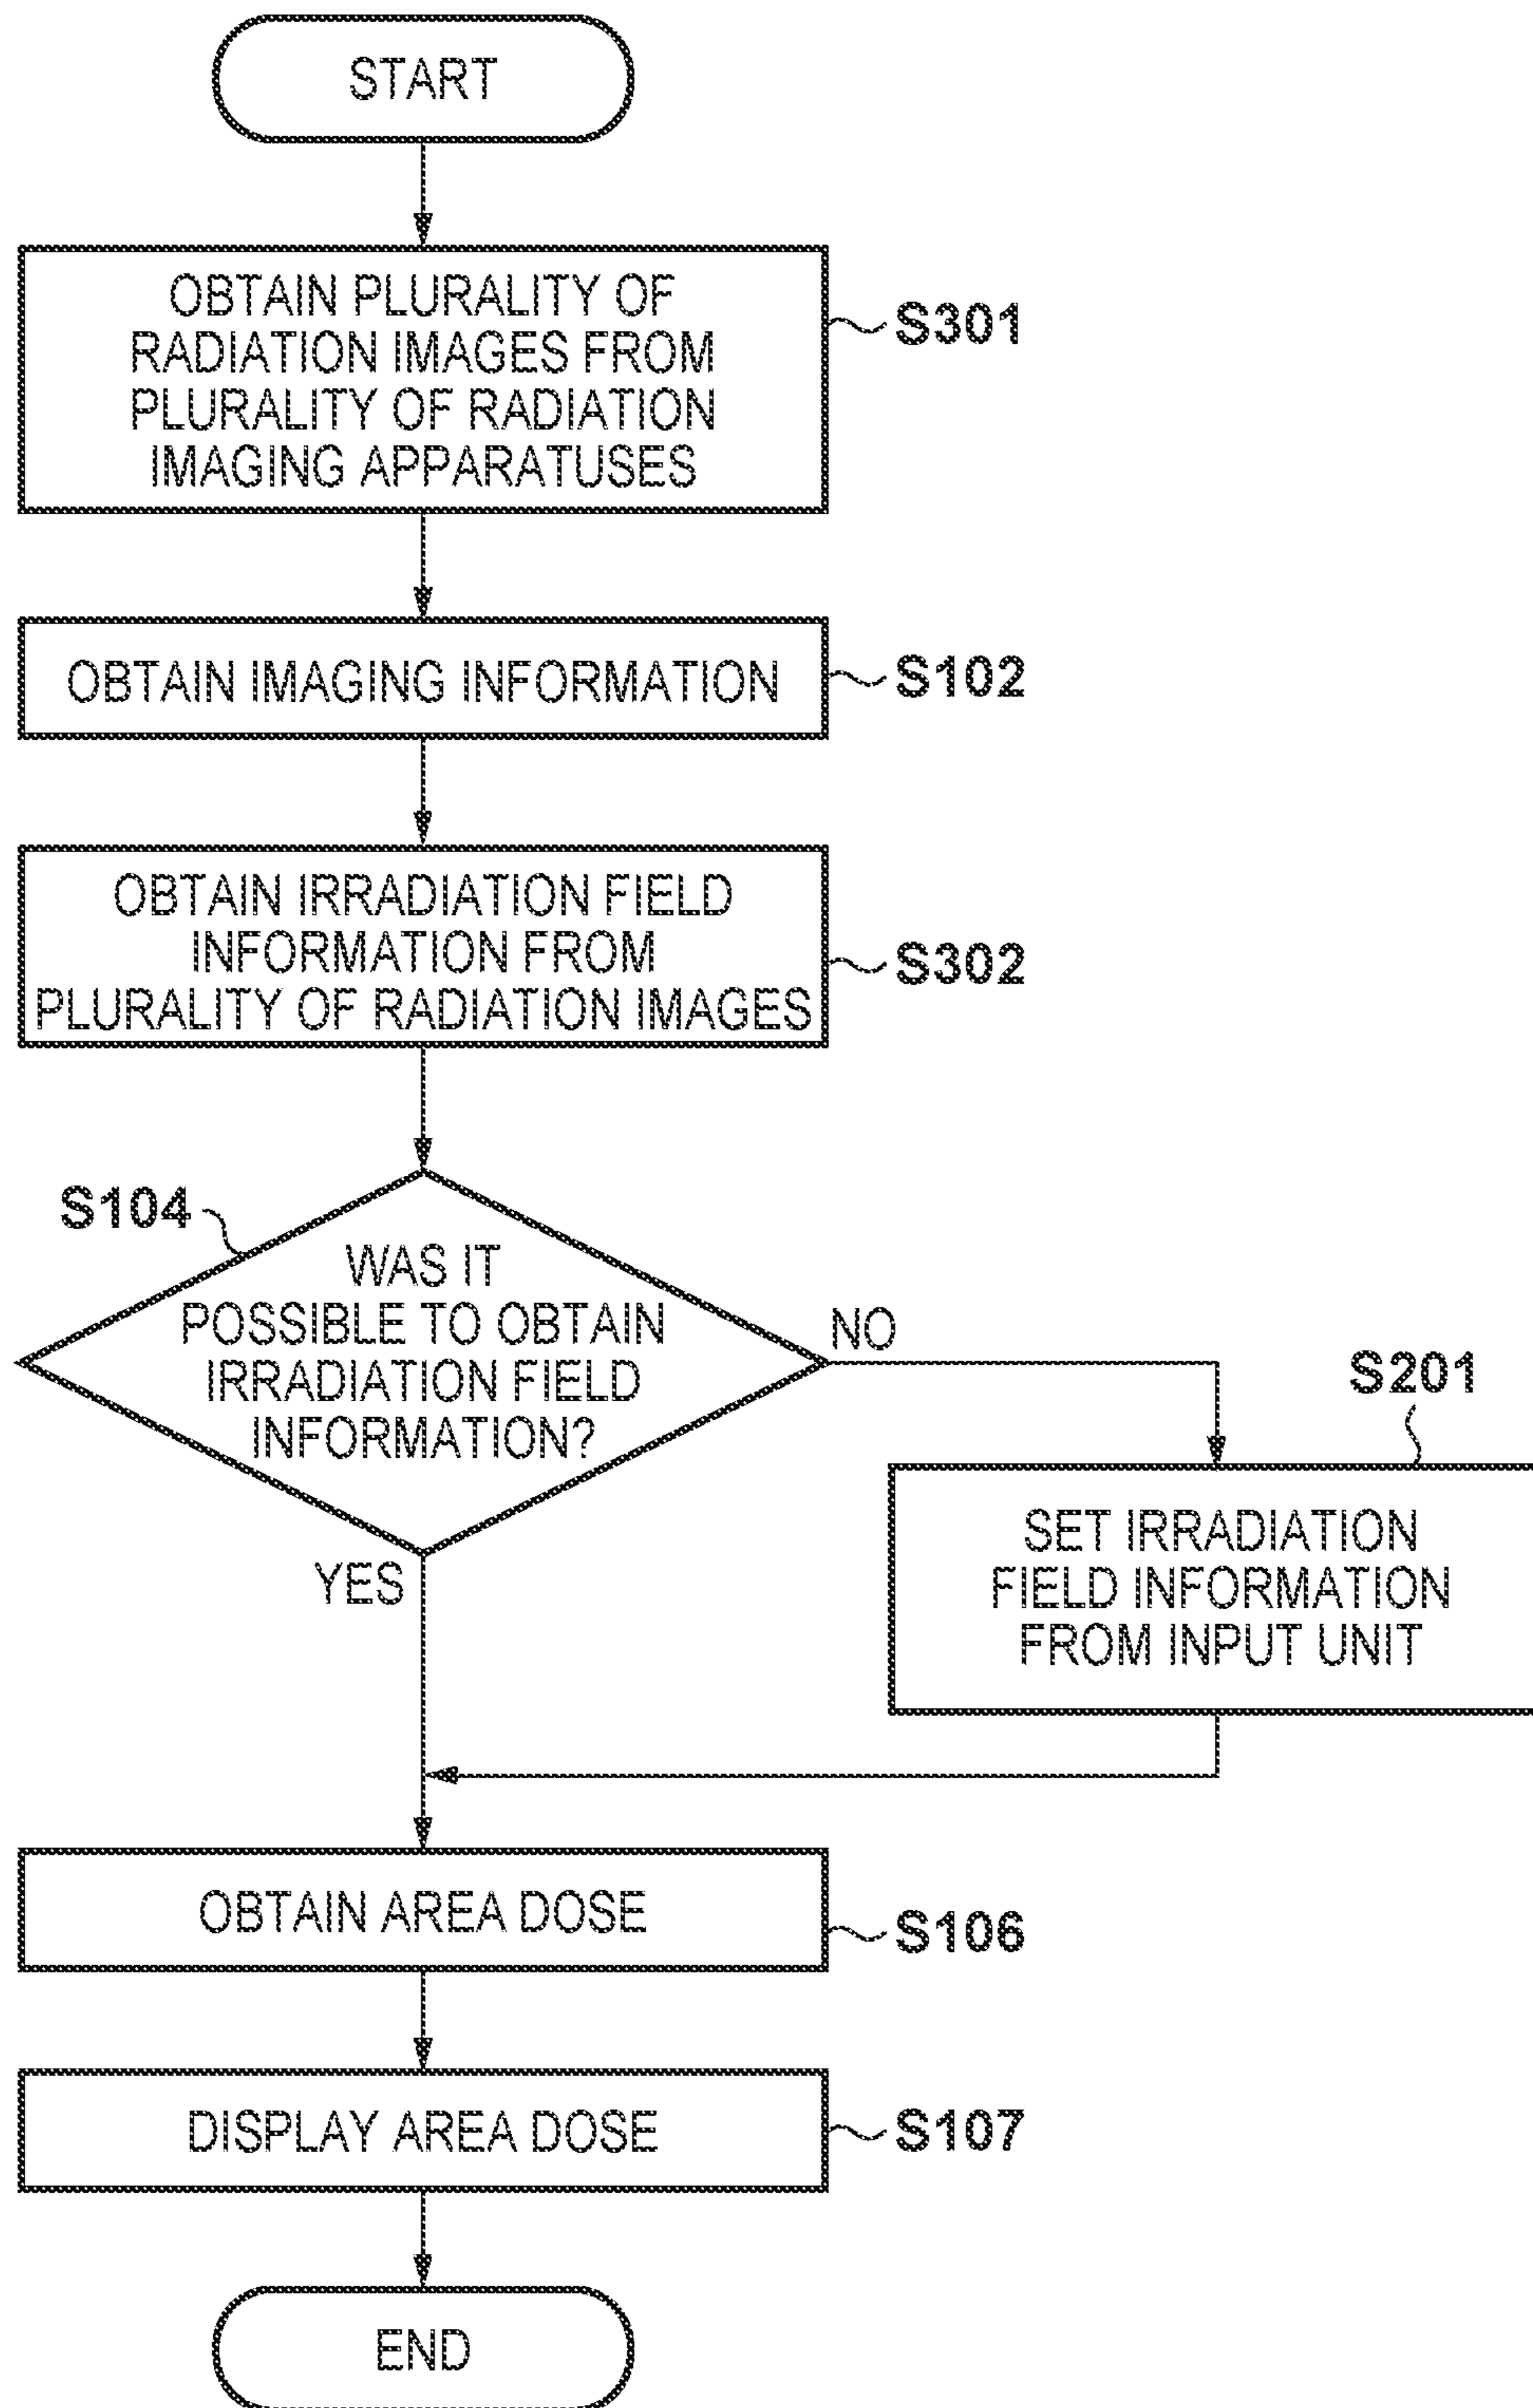 START
OBTAIN PLURALITY OF
RADIATION IMAGES FROM
PLURALITY OF RADIATION
IMAGING APPARATUSES
S301
OBTAIN IMAGING INFORMATION
S102
OBTAIN IRRADIATION FIELD
INFORMATION FROM
PLURALITY OF RADIATION IMAGES
S302
S104
WAS IT
POSSIBLE TO OBTAIN
IRRADIATION FIELD
INFORMATION?
NO
YES
S201
SET IRRADIATION
FIELD INFORMATION
FROM INPUT UNIT
OBTAIN AREA DOSE
S106
DISPLAY AREA DOSE
S107
END